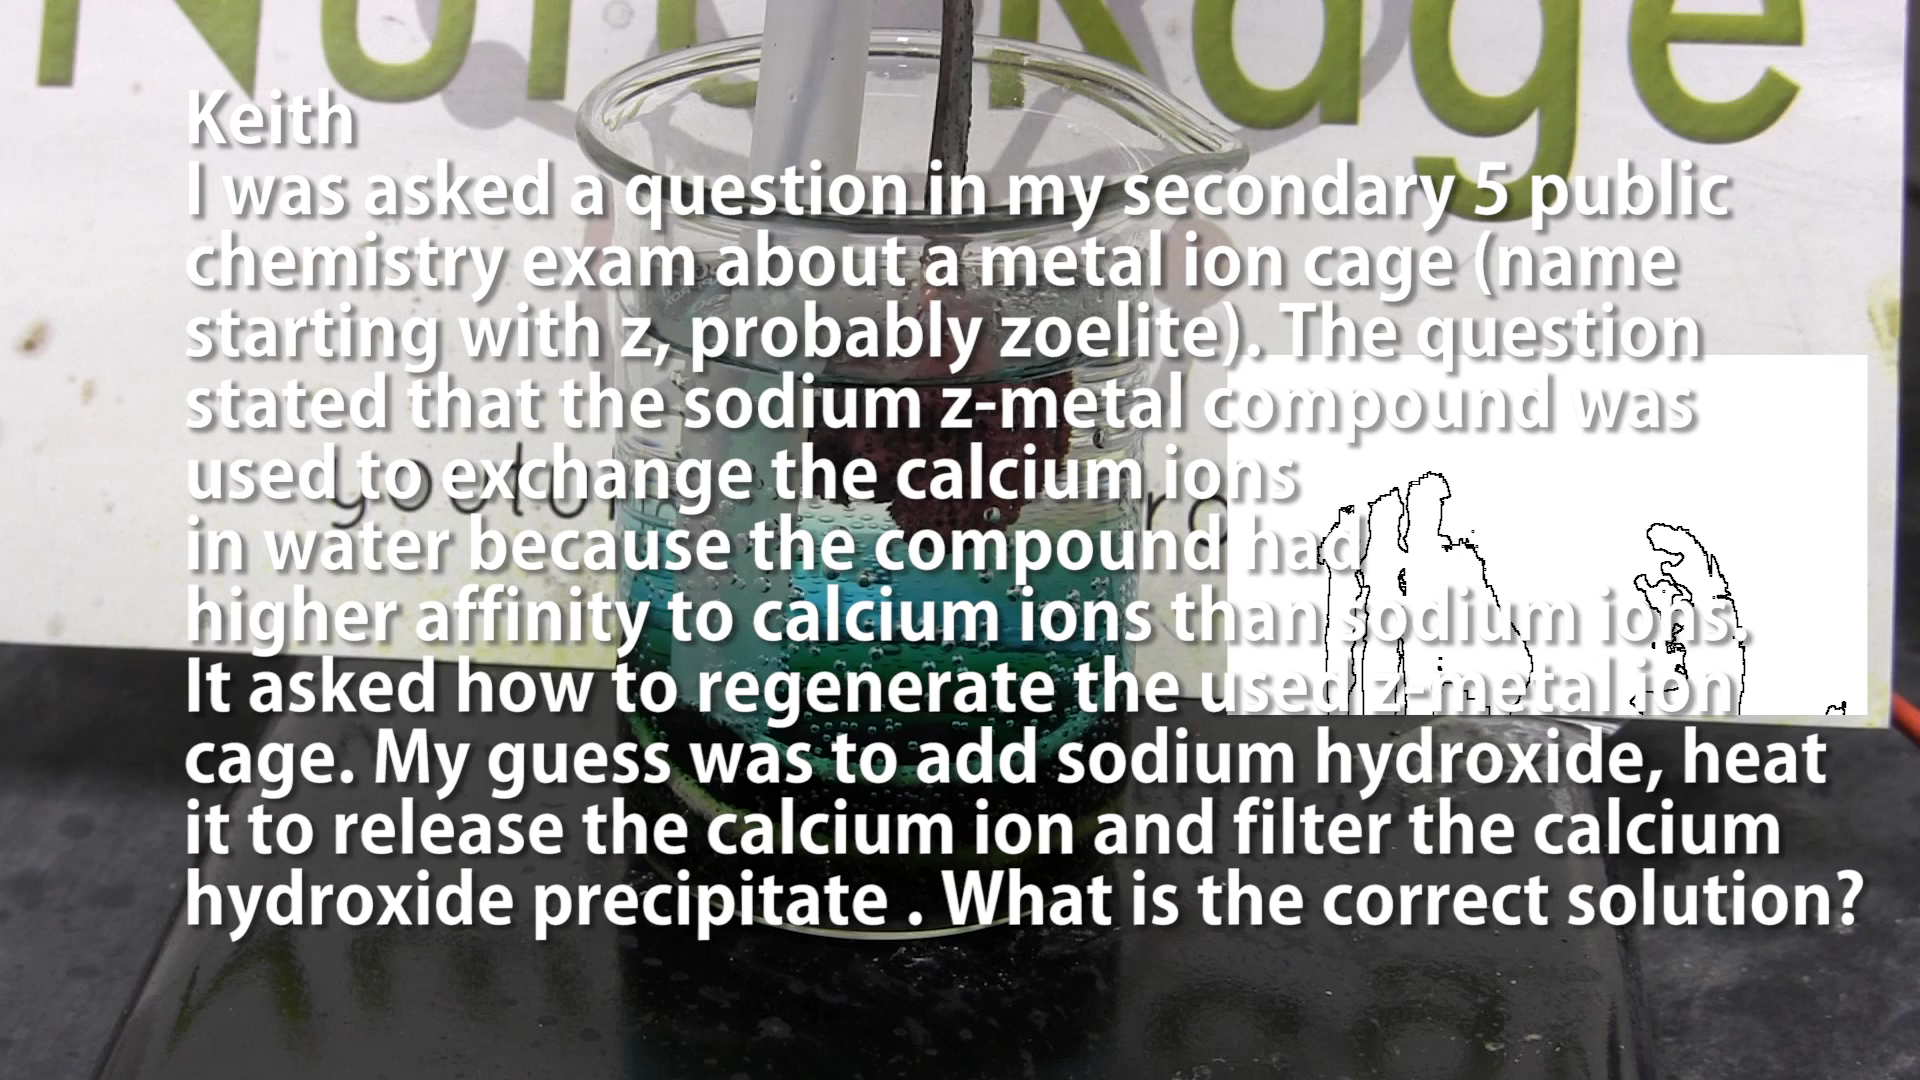 Nurd Rage
Keith
I was asked a question in my secondary 5 public
chemistry exam about a metal ion cage (name
starting with z, probably zoelite). The question
stated that the sodium z-metal compound was
used to exchange the calcium ions
in water because the compound had
higher affinity to calcium ions than sodium ions.
It asked how to regenerate the used z-metal ion
cage. My guess was to add sodium hydroxide, heat
it to release the calcium ion and filter the calcium
hydroxide precipitate . What is the correct solution?